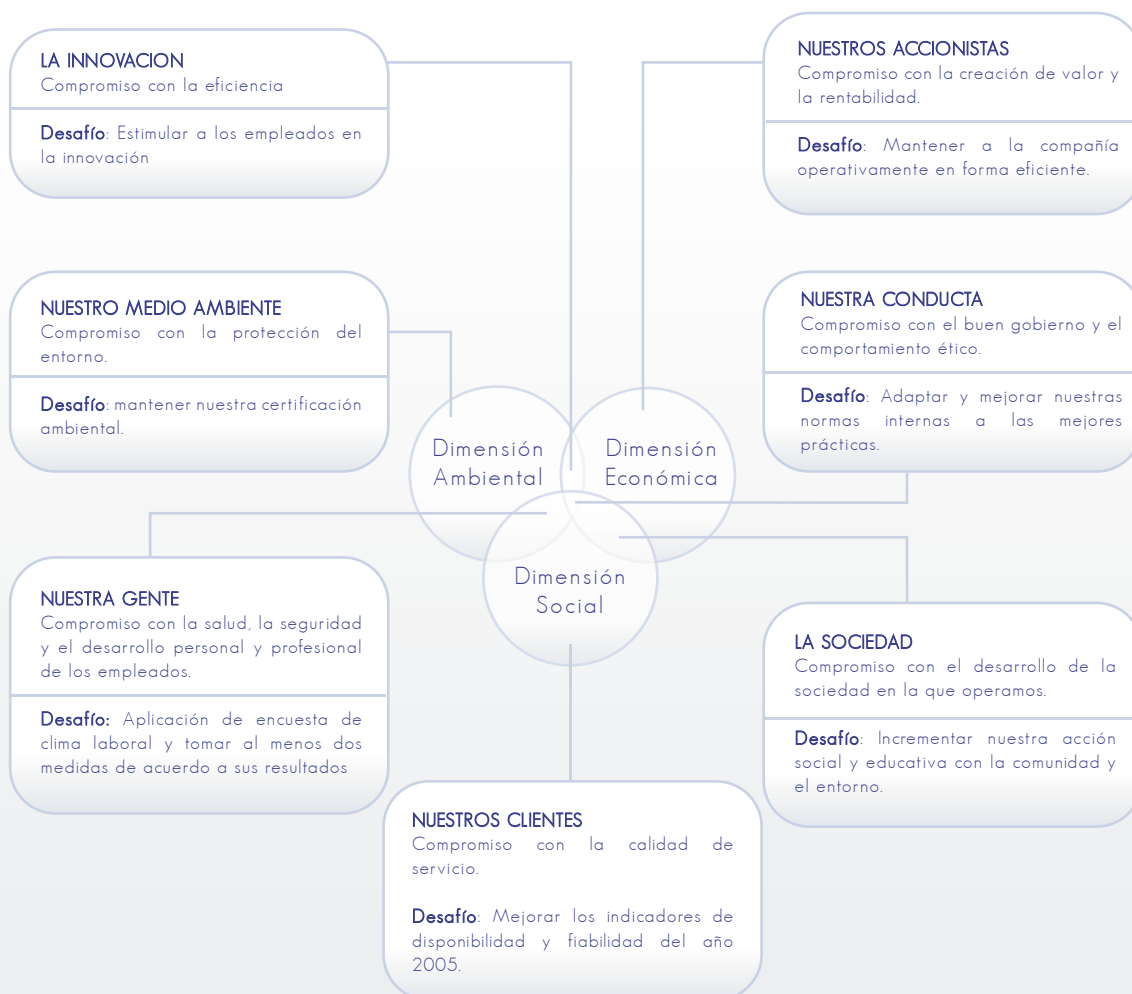 LA INNOVACION
Compromiso con la eficiencia
Desafío: Estimular a los empleados en
la innovación
NUESTROS ACCIONISTAS
Compromiso con la creación de valor y
la rentabilidad.
Desafío: Mantener a la compañía
operativamente en forma eficiente.
NUESTRO MEDIO AMBIENTE
Compromiso con la protección del
entorno.
Desafío: mantener nuestra certificación
ambiental.
NUESTRA CONDUCTA
Compromiso con el buen gobierno y el
comportamiento ético.
Desafío: Adaptar y mejorar nuestras
normas internas a las mejores
prácticas.
Dimensión
Ambiental
Dimensión
Económica
Dimensión
Social
NUESTRA GENTE
Compromiso con la salud, la seguridad
y el desarrollo personal y profesional
de los empleados.
Desafío: Aplicación de encuesta de
clima laboral y tomar al menos dos
medidas de acuerdo a sus resultados
LA SOCIEDAD
Compromiso con el desarrollo de la
sociedad en la que operamos.
Desafío: Incrementar nuestra acción
social y educativa con la comunidad y
el entorno.
NUESTROS CLIENTES
Compromiso con la calidad de
servicio.
Desafío: Mejorar los indicadores de
disponibilidad y fiabilidad del año
2005.